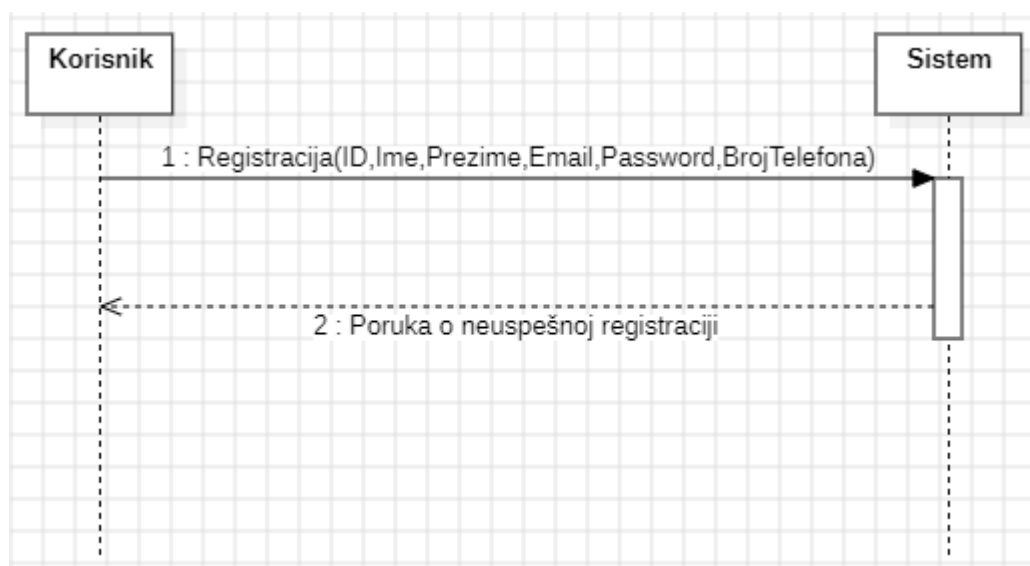 Korisnik
Sistem
1 : Registracija(ID,Ime,Prezime,Email,Password,BrojTelefona)
2 : Poruka o neuspešnoj registraciji